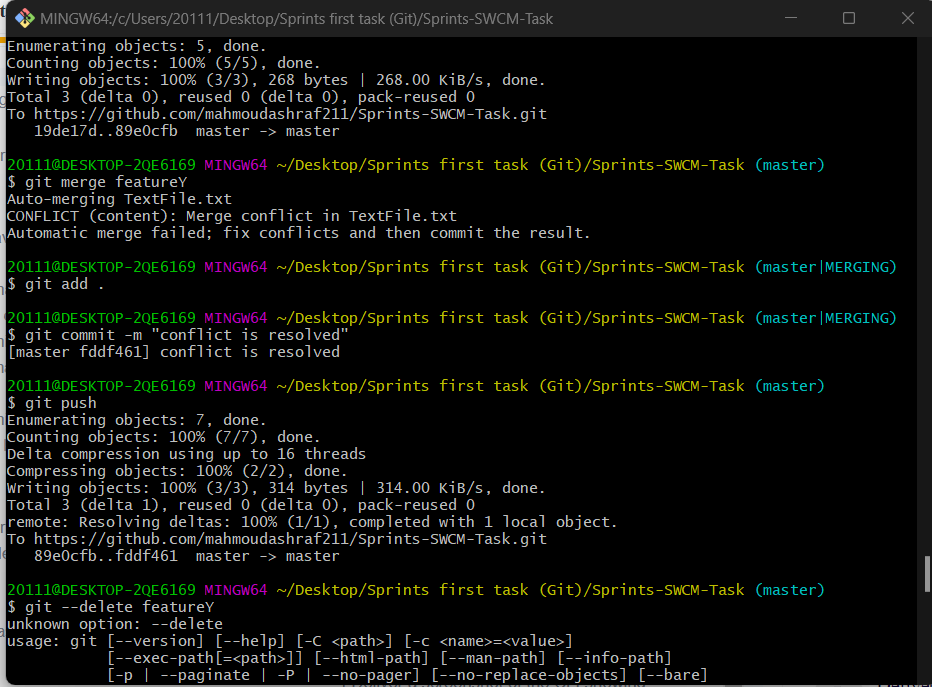 MINGW64:/c/Users/20111/Desktop/Sprints first task (Git)/Sprints-SWCM-Task
Enumerating objects: 5, done.
Counting objects: 100% (5/5), done.
Writing objects: 100% (3/3), 268 bytes | 268.00 KiB/s, done.
Total 3 (delta 0), reused 0 (delta 0), pack-reused 0
To https://github.com/mahmoudashraf211/Sprints-SWCM-Task.git
   19de17d..89e0cfb  master -> master
20111@DESKTOP-2QE6169 MINGW64 ~/Desktop/Sprints first task (Git)/Sprints-SWCM-Task (master)
$ git merge featureY
Auto-merging TextFile.txt
CONFLICT (content): Merge conflict in TextFile.txt
Automatic merge failed; fix conflicts and then commit the result.
20111@DESKTOP-2QE6169 MINGW64 ~/Desktop/Sprints first task (Git)/Sprints-SWCM-Task (master|MERGING)
$ git add .
20111@DESKTOP-2QE6169 MINGW64 ~/Desktop/Sprints first task (Git)/Sprints-SWCM-Task (master|MERGING)
$ git commit -m "conflict is resolved"
[master fddf461] conflict is resolved
20111@DESKTOP-2QE6169 MINGW64 ~/Desktop/Sprints first task (Git)/Sprints-SWCM-Task (master)
$ git push
Enumerating objects: 7, done.
Counting objects: 100% (7/7), done.
Delta compression using up to 16 threads
Compressing objects: 100% (2/2), done.
Writing objects: 100% (3/3), 314 bytes | 314.00 KiB/s, done.
Total 3 (delta 1), reused 0 (delta 0), pack-reused 0
remote: Resolving deltas: 100% (1/1), completed with 1 local object.
To https://github.com/mahmoudashraf211/Sprints-SWCM-Task.git
   89e0cfb..fddf461  master -> master
20111@DESKTOP-2QE6169 MINGW64 ~/Desktop/Sprints first task (Git)/Sprints-SWCM-Task (master)
$ git --delete featureY
unknown option: --delete
usage: git [--version] [--help] [-C <path>] [-c <name>=<value>]
           [--exec-path[=<path>]] [--html-path] [--man-path] [--info-path]
           [-p | --paginate | -P | --no-pager] [--no-replace-objects] [--bare]